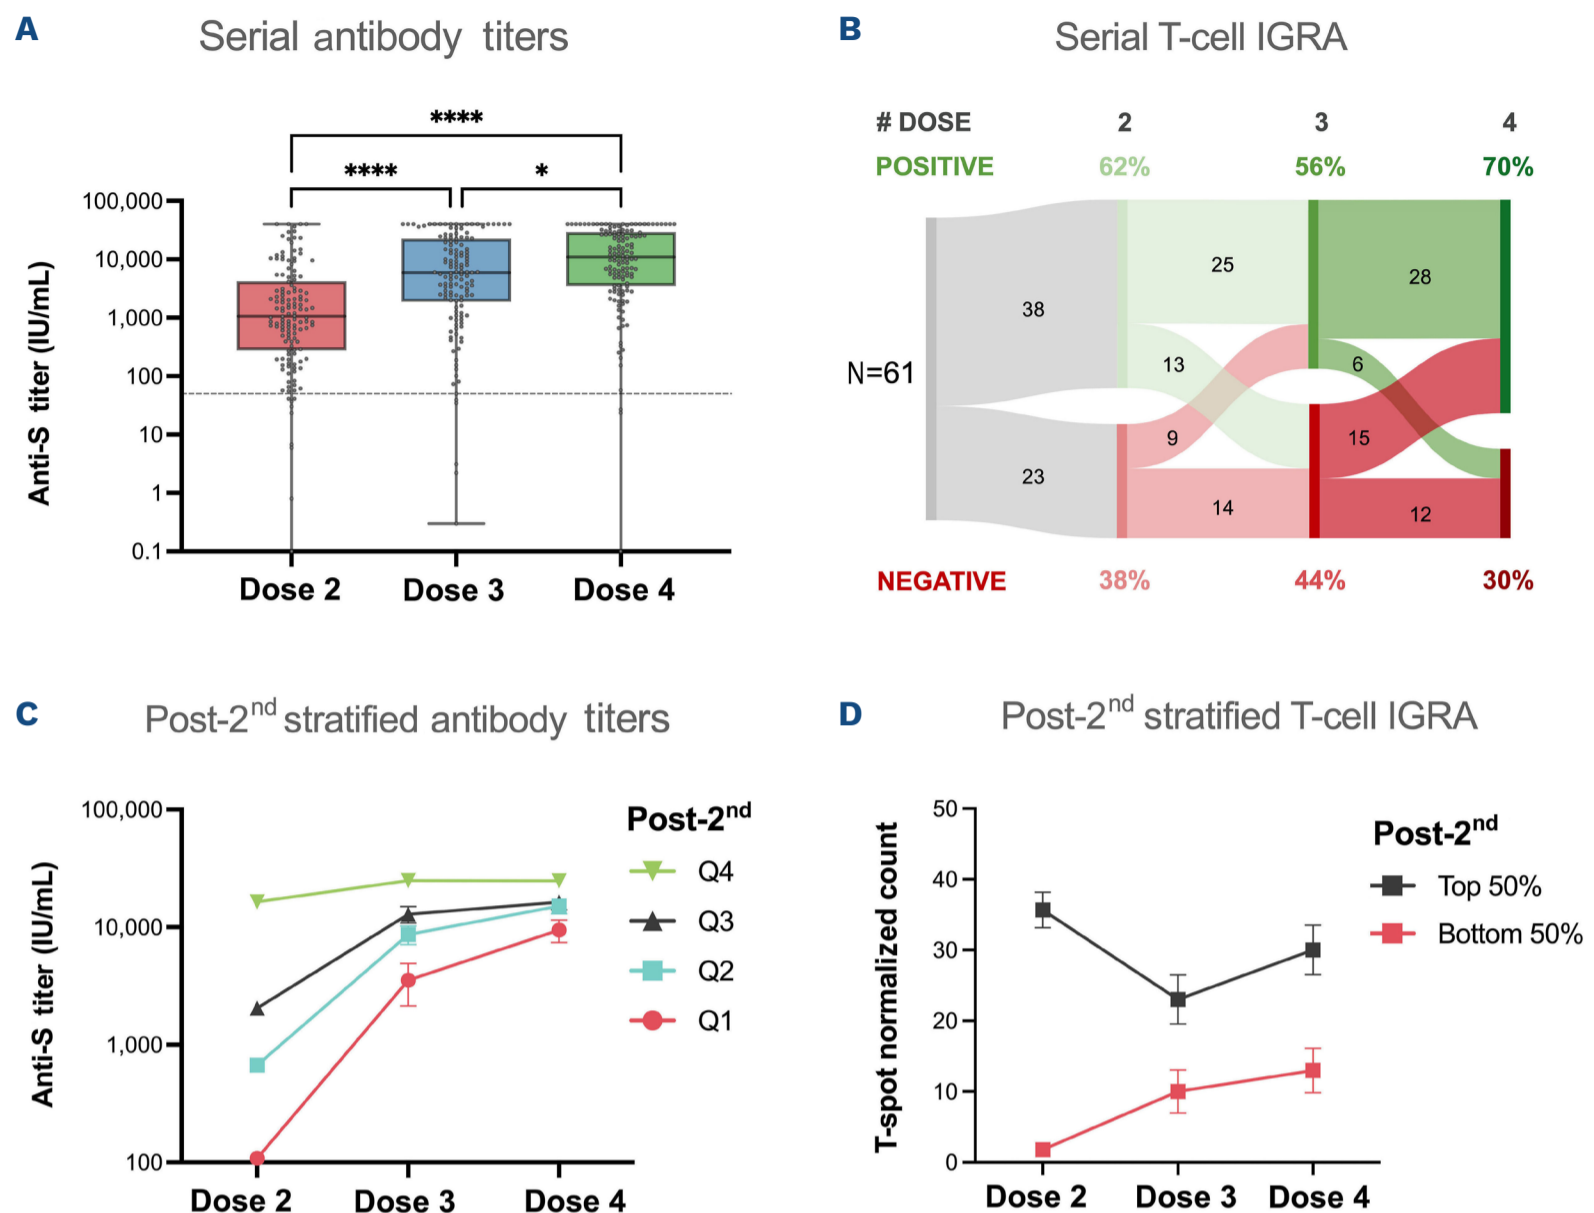 A
Serial antibody titers
****
****
*
100,000
10,000
1,000
100
10
1
0.1
Anti-S titer (IU/mL)
Dose 2
Dose 3
Dose 4
B
Serial T-cell IGRA
# DOSE 2 3 4
POSITIVE 62% 56% 70%
N=61
38
23
25
13
9
14
28
6
15
12
NEGATIVE 38% 44% 30%
C
Post-2nd stratified antibody titers
100,000
10,000
1,000
100
Anti-S titer (IU/mL)
Dose 2
Dose 3
Dose 4
Post-2nd
Q4
Q3
Q2
Q1
D
Post-2nd stratified T-cell IGRA
50
40
30
20
10
0
T-spot normalized count
Dose 2
Dose 3
Dose 4
Post-2nd
Top 50%
Bottom 50%